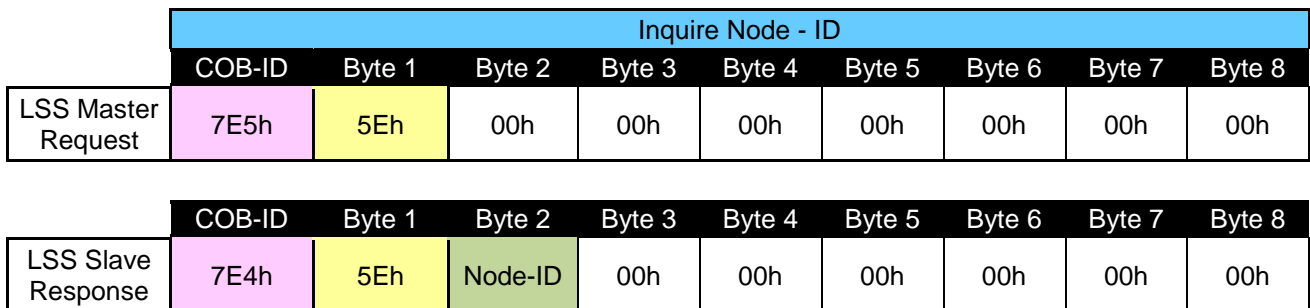 Inquire Node - ID
COB-ID Byte 1 Byte 2 Byte 3 Byte 4 Byte 5 Byte 6 Byte 7 Byte 8
LSS Master
Request
7E5h 5Eh 00h 00h 00h 00h 00h 00h 00h
COB-ID Byte 1 Byte 2 Byte 3 Byte 4 Byte 5 Byte 6 Byte 7 Byte 8
LSS Slave
Response
7E4h 5Eh Node-ID 00h 00h 00h 00h 00h 00h